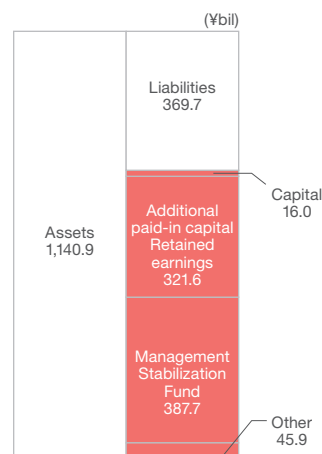 (¥bil)
Liabilities
369.7
Capital
16.0
Assets
1,140.9
Additional
paid-in capital
Retained
earnings
321.6
Management
Stabilization
Fund
387.7
Other
45.9